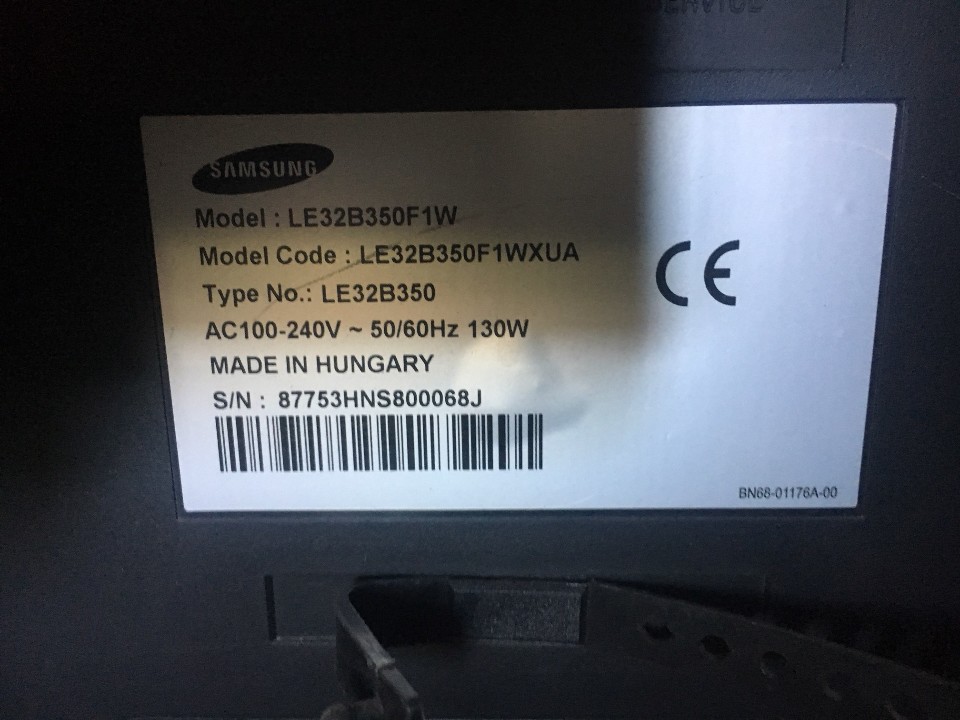 SERVICE
SAMSUNG
Model : LE32B350F1W
Model Code : LE32B350F1WXUA
Type No.: LE32B350
AC100-240V ~ 50/60Hz 130W
MADE IN HUNGARY
S/N : 87753HNS800068J
CE
BN68-01176A-00